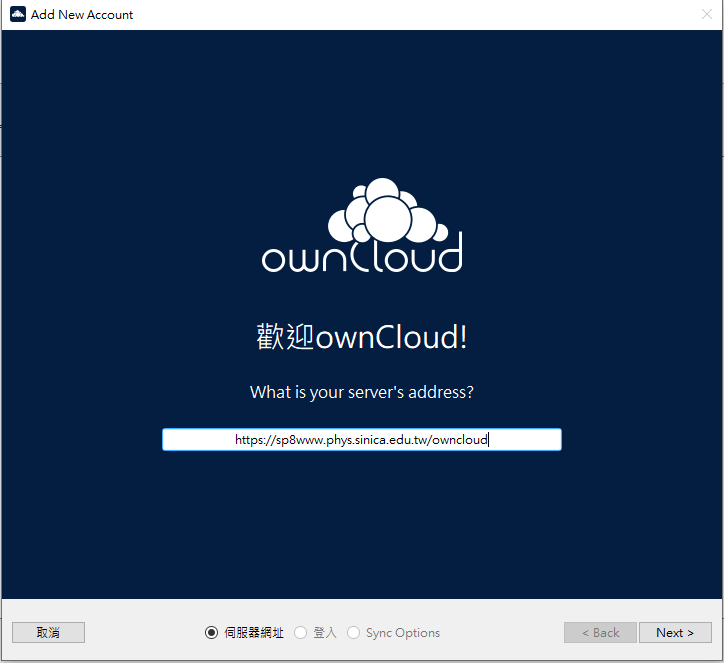 Add New Account
ownCloud
歡迎ownCloud!
What is your server's address?
https://sp8www.phys.sinica.edu.tw/owncloud
取消
伺服器網址
登入
Sync Options
< Back
Next >